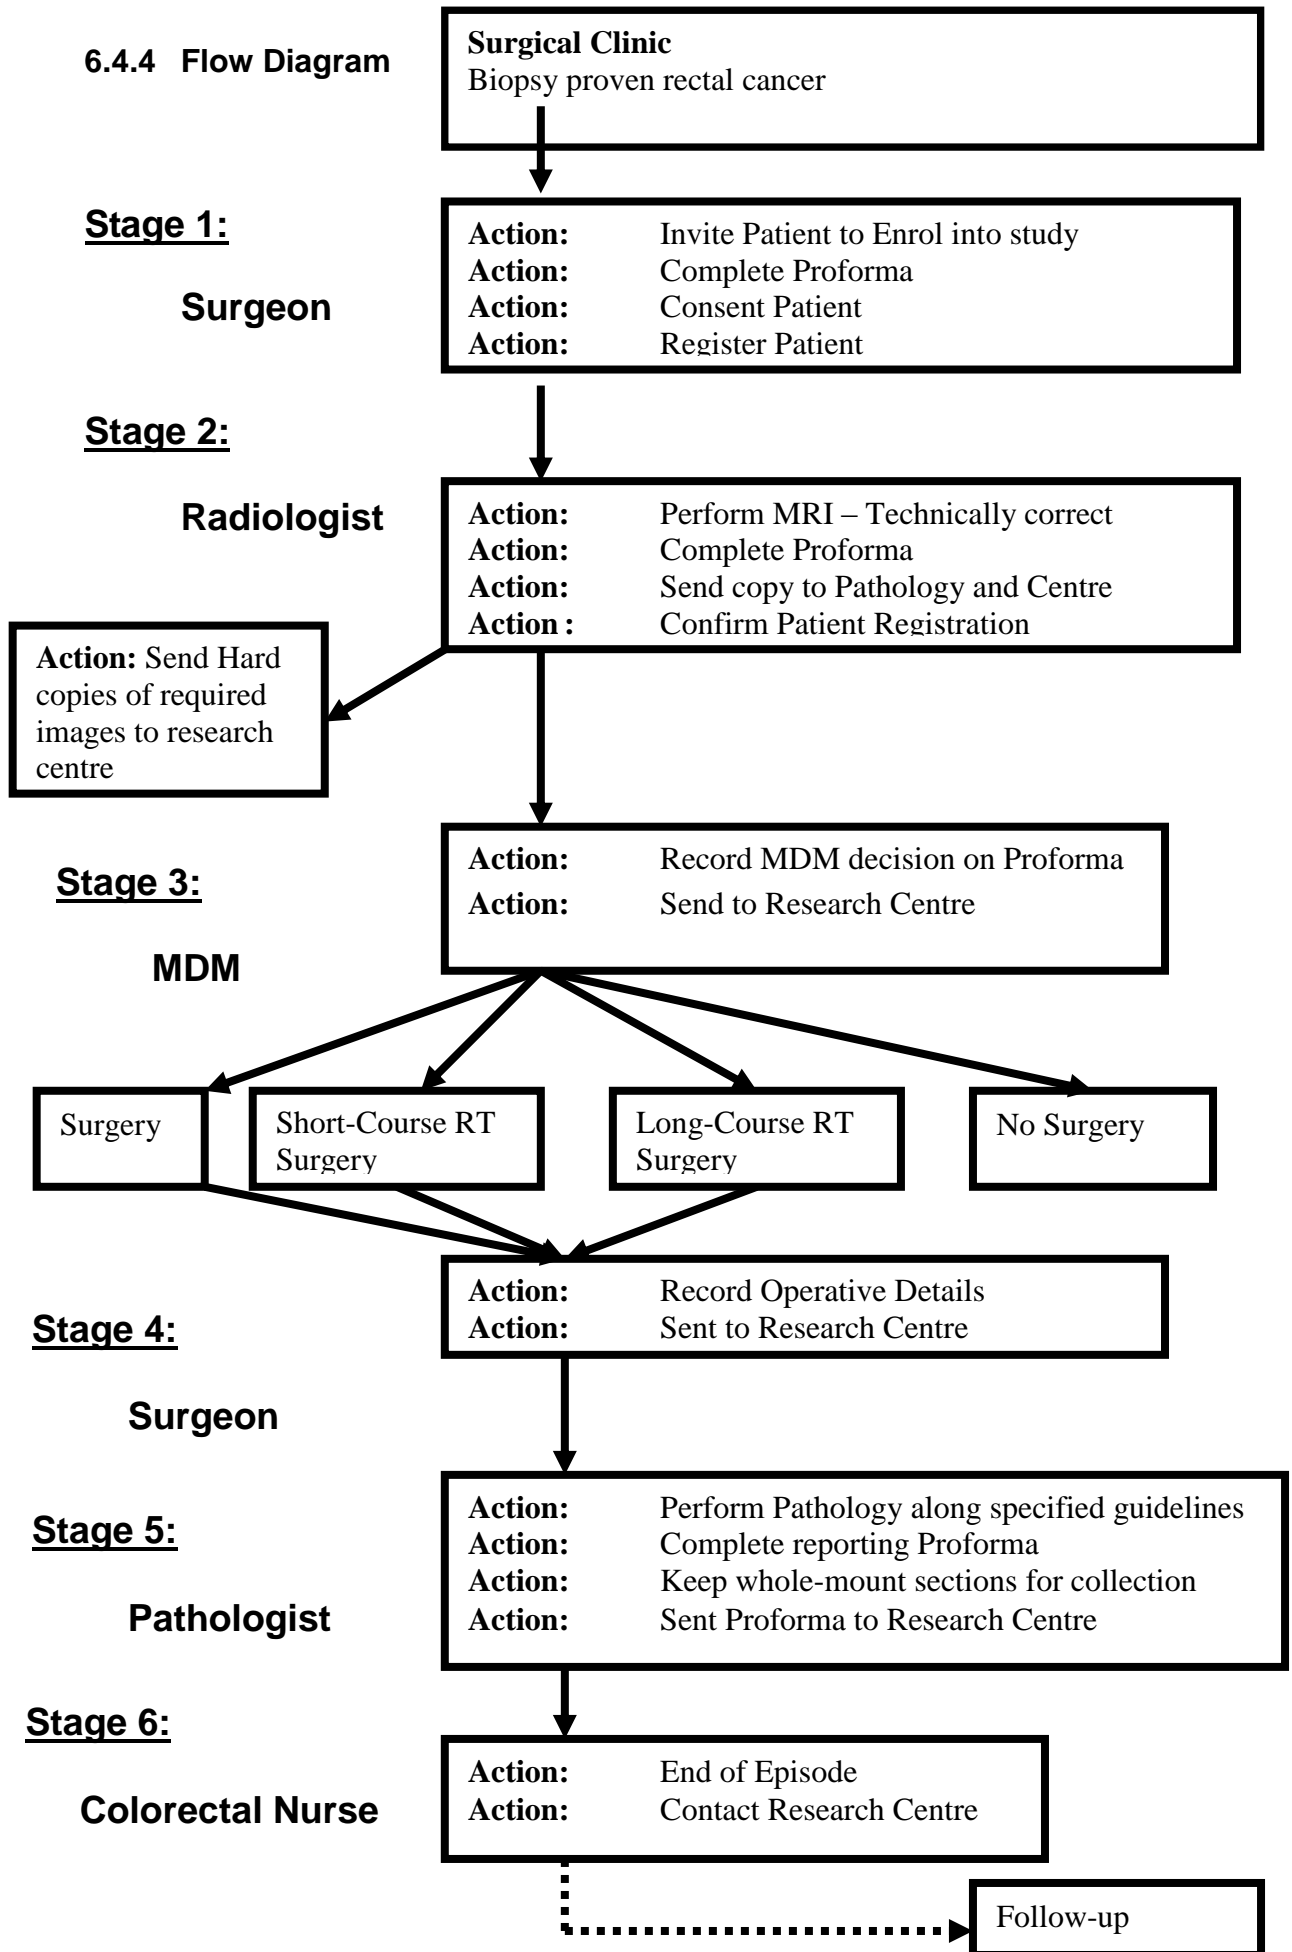 6.4.4 Flow Diagram
Surgical Clinic
Biopsy proven rectal cancer
Stage 1:
Surgeon
Action: Invite Patient to Enrol into study
Action: Complete Proforma
Action: Consent Patient
Action: Register Patient
Stage 2:
Radiologist
Action: Perform MRI – Technically correct
Action: Complete Proforma
Action: Send copy to Pathology and Centre
Action : Confirm Patient Registration
Action: Send Hard
copies of required
images to research
centre
Stage 3:
MDM
Action: Record MDM decision on Proforma
Action: Send to Research Centre
Surgery
Short-Course RT
Surgery
Long-Course RT
Surgery
No Surgery
Stage 4:
Surgeon
Action: Record Operative Details
Action: Sent to Research Centre
Stage 5:
Pathologist
Action: Perform Pathology along specified guidelines
Action: Complete reporting Proforma
Action: Keep whole-mount sections for collection
Action: Sent Proforma to Research Centre
Stage 6:
Colorectal Nurse
Action: End of Episode
Action: Contact Research Centre
Follow-up